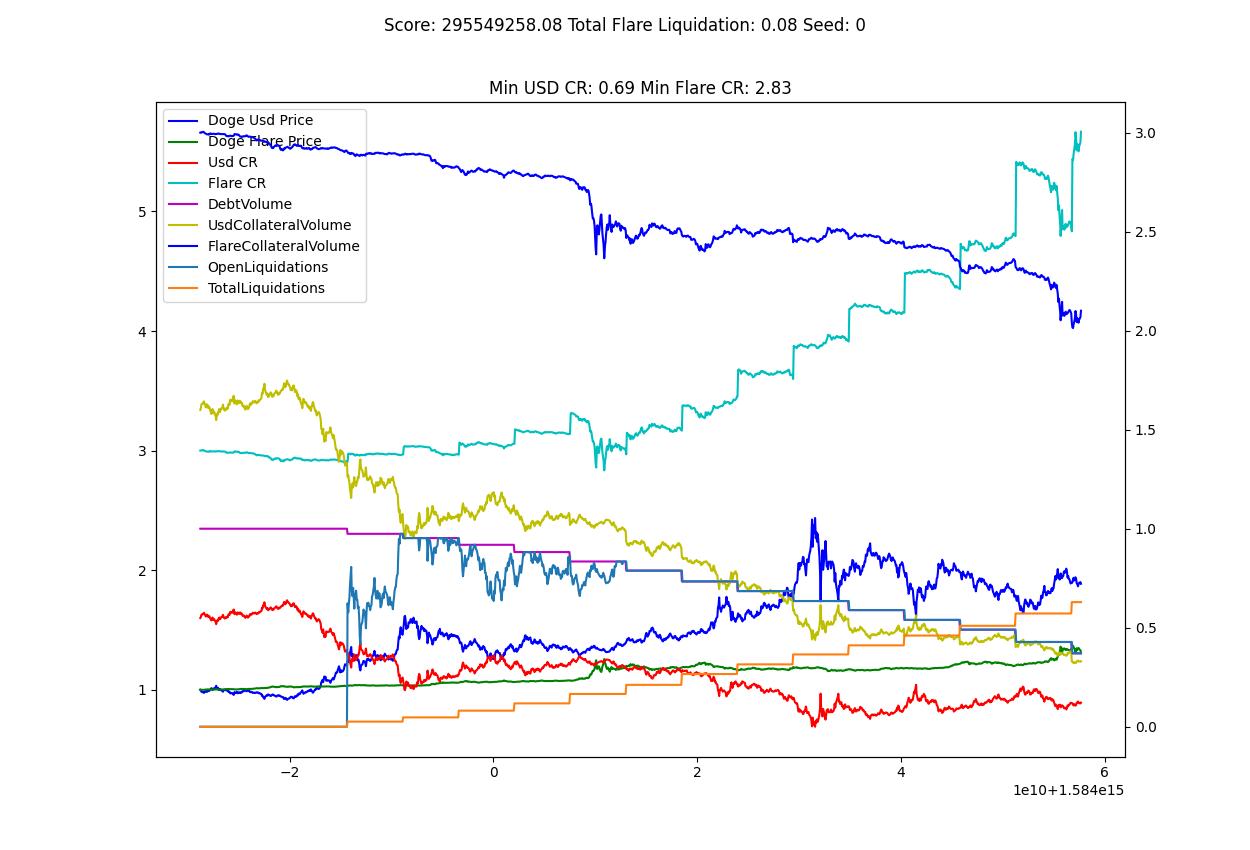 Score: 295549258.08 Total Flare Liquidation: 0.08 Seed: 0
Min USD CR: 0.69 Min Flare CR: 2.83
Doge Usd Price
Doge Flare Price
Usd CR
Flare CR
DebtVolume
UsdCollateralVolume
FlareCollateralVolume
OpenLiquidations
TotalLiquidations
5
4
3
2
1
3.0
2.5
2.0
1.5
1.0
0.5
0.0
−2
0
2
4
6
1e10+1.584e15